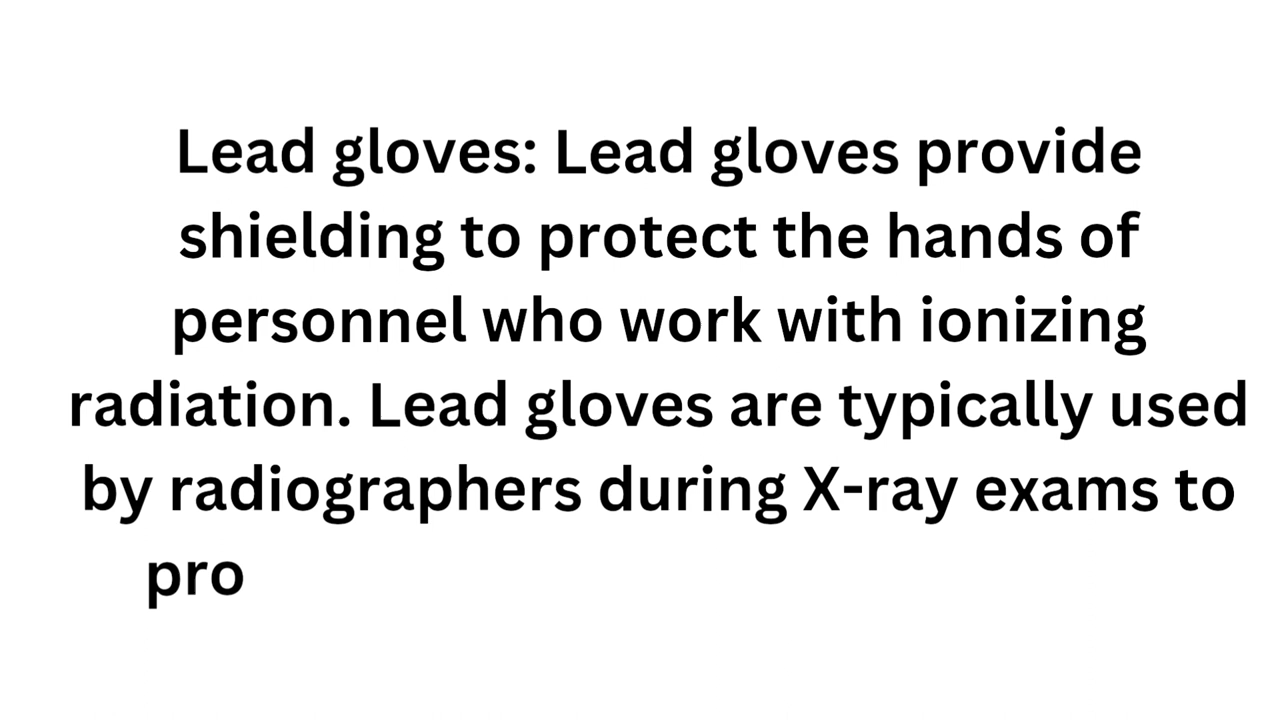 Lead gloves: Lead gloves provide
shielding to protect the hands of
personnel who work with ionizing
radiation. Lead gloves are typically used
by radiographers during X-ray exams to
pro